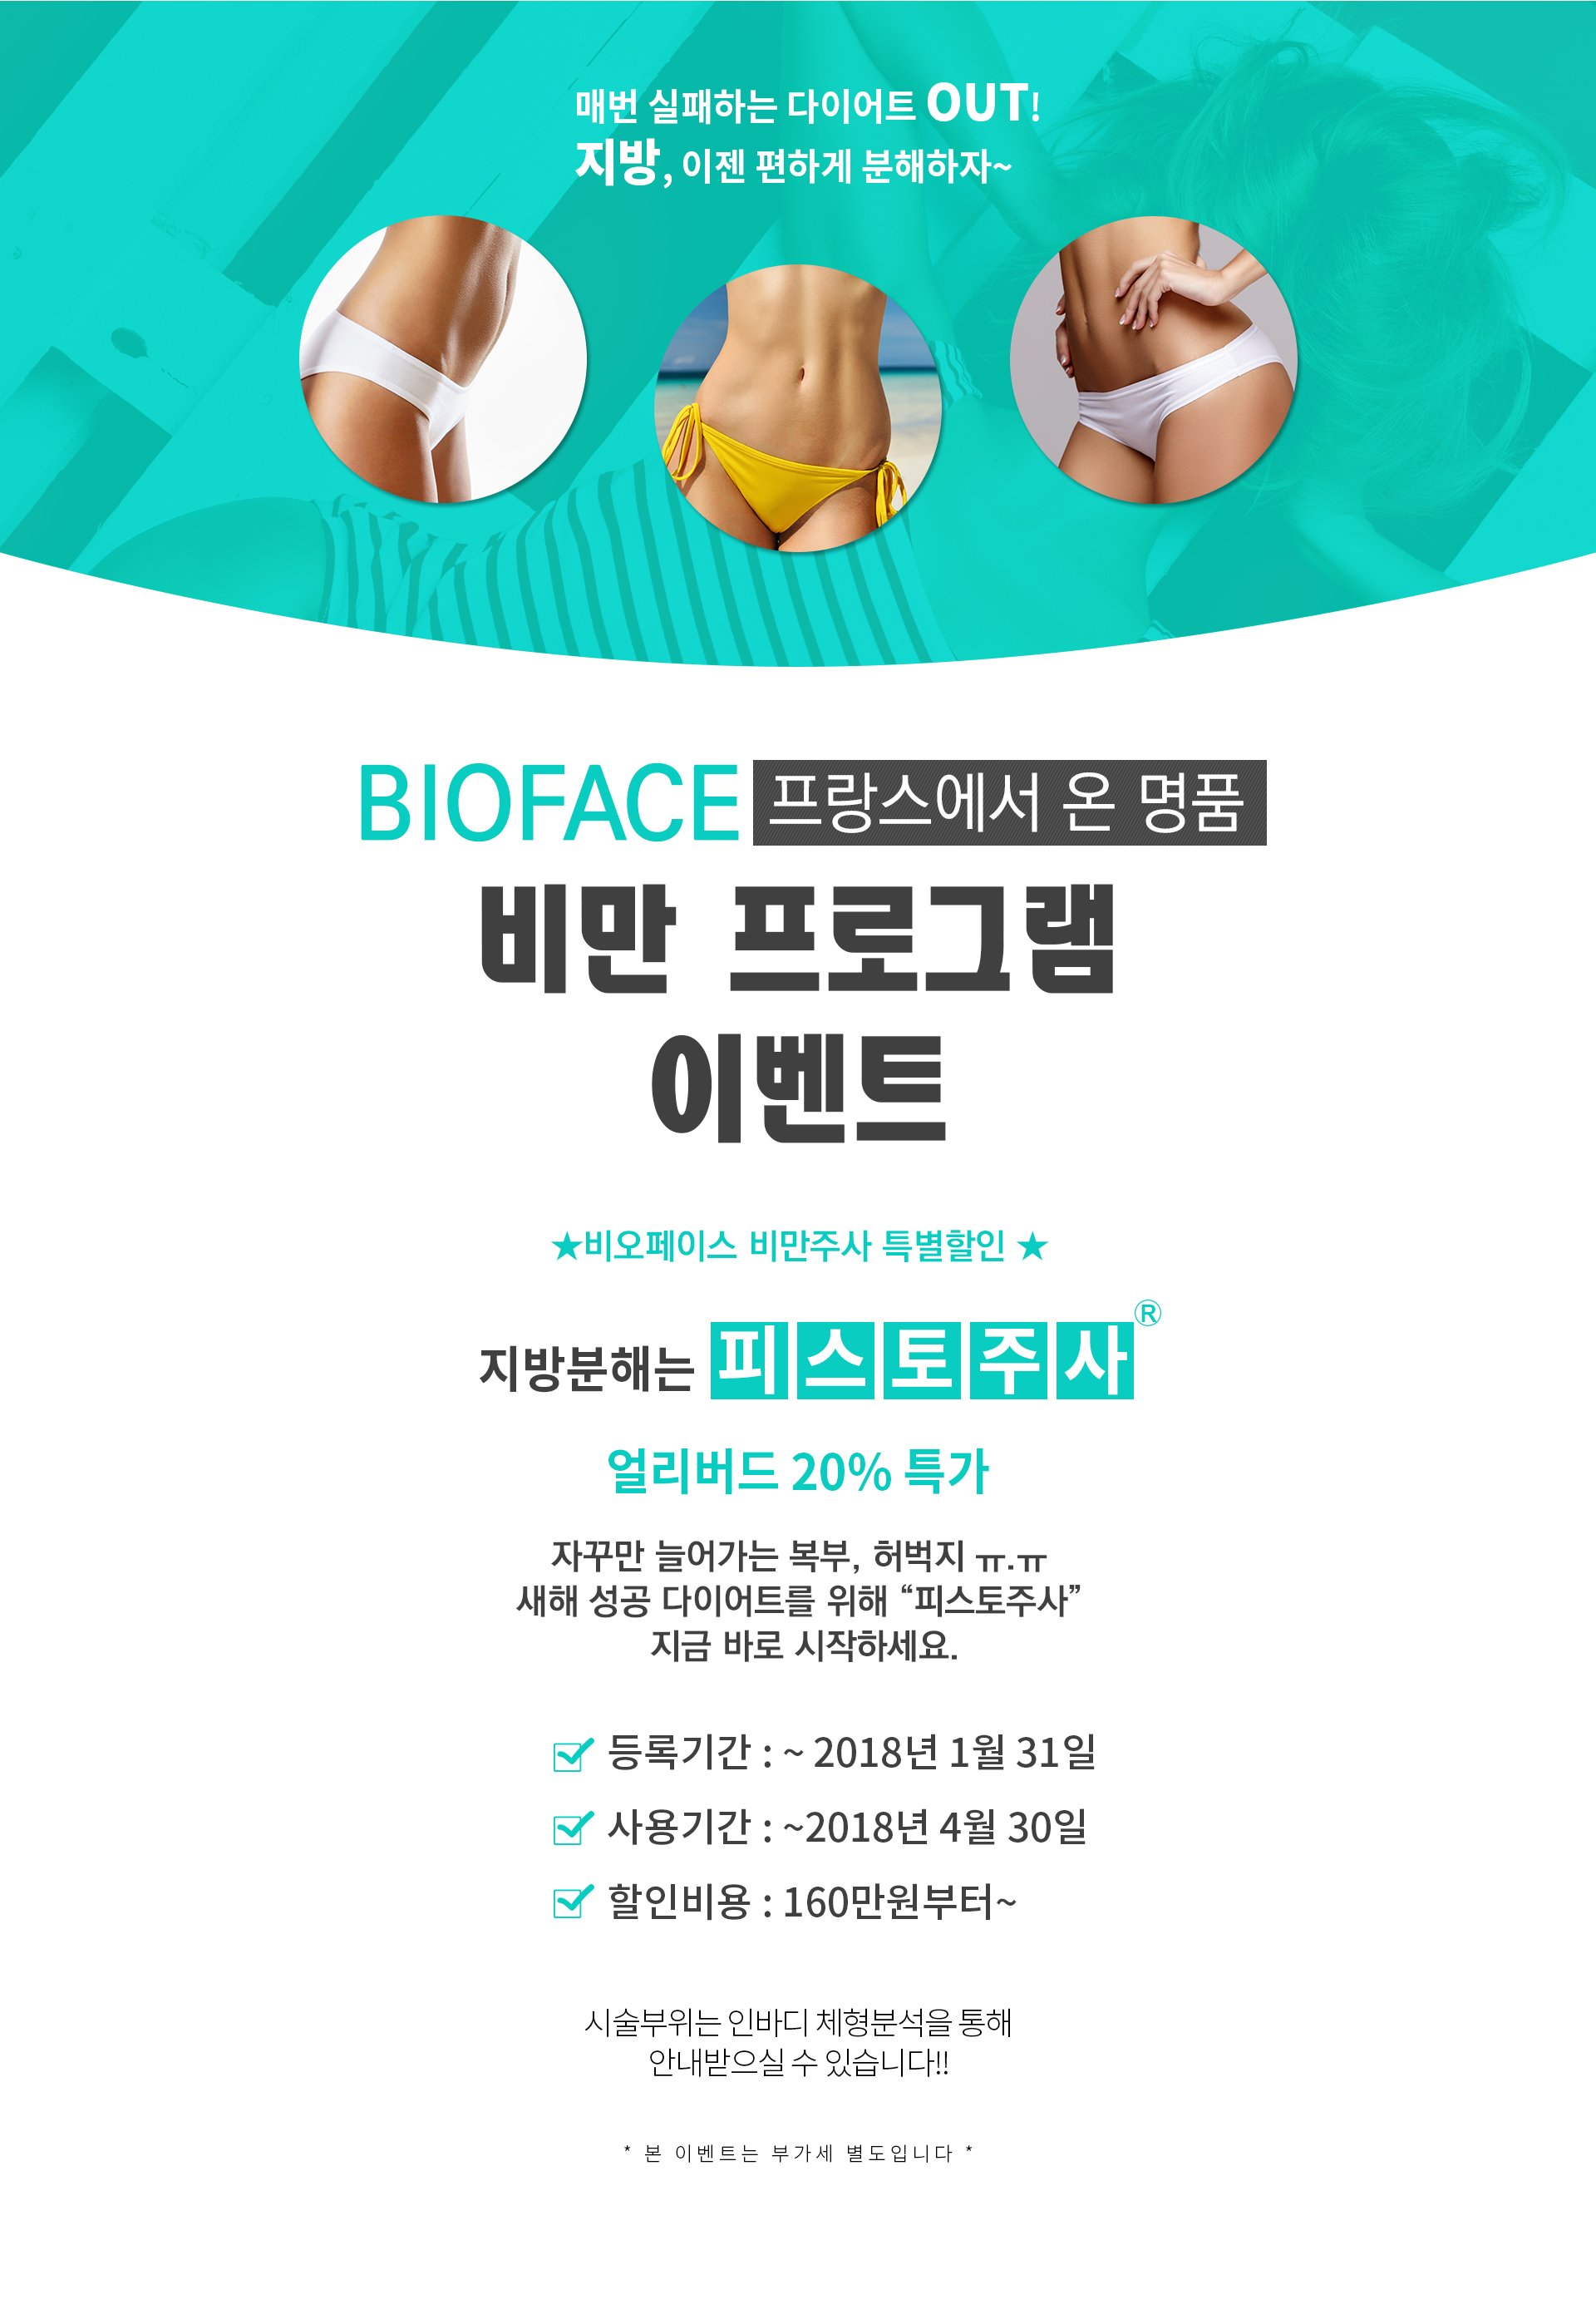 매번 실패하는 다이어트 OUT!
지방, 이젠 편하게 분해하자~
BIOFACE 프랑스에서 온 명품
비만 프로그램
이벤트
★비오페이스 비만주사 특별할인 ★
지방분해는 피스토주사®
얼리버드 20% 특가
자꾸만 늘어가는 복부, 허벅지 ㅠ.ㅠ
새해 성공 다이어트를 위해 “피스토주사”
지금 바로 시작하세요.
등록기간 : ~ 2018년 1월 31일
사용기간 : ~2018년 4월 30일
할인비용 : 160만원부터~
시술부위는 인바디 체형분석을 통해
안내받으실 수 있습니다!!
* 본 이벤트는 부가세 별도입니다 *